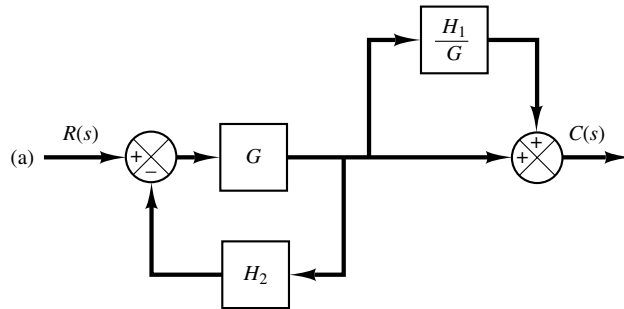 H₁
G
R(s)
C(s)
(a)
+
−
G
+
+
H₂